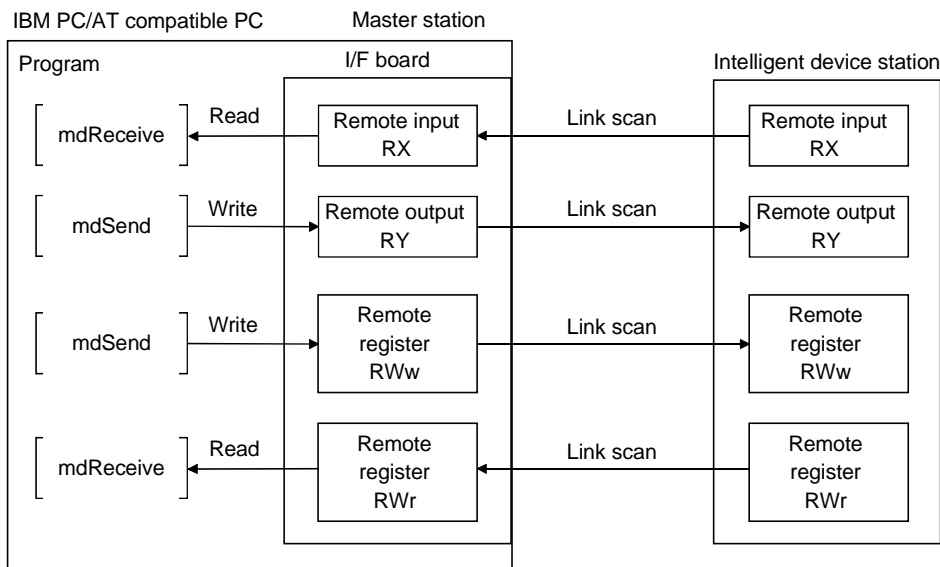 IBM PC/AT compatible PC
Master station
Program
I/F board
Intelligent device station
mdReceive
Read
Remote input
RX
Link scan
Remote input
RX
mdSend
Write
Remote output
RY
Link scan
Remote output
RY
mdSend
Write
Remote
register
RWw
Link scan
Remote
register
RWw
mdReceive
Read
Remote
register
RWr
Link scan
Remote
register
RWr